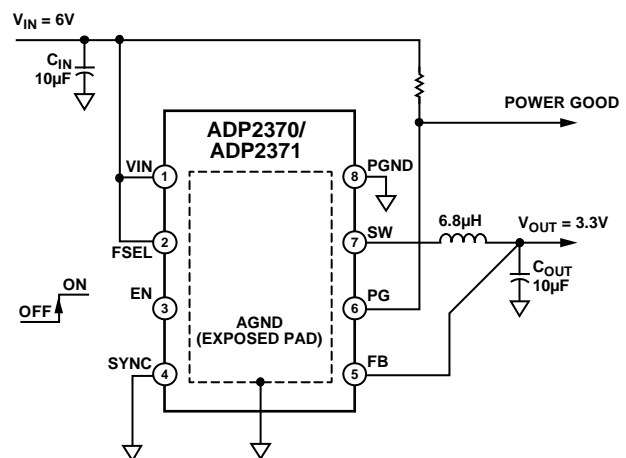 VIN = 6V
CIN
10µF
POWER GOOD
ADP2370/
ADP2371
VIN
1
8
PGND
6.8µH
VOUT = 3.3V
2
FSEL
7
SW
COUT
10µF
ON
OFF
EN
3
6
PG
AGND
(EXPOSED PAD)
SYNC
4
5
FB